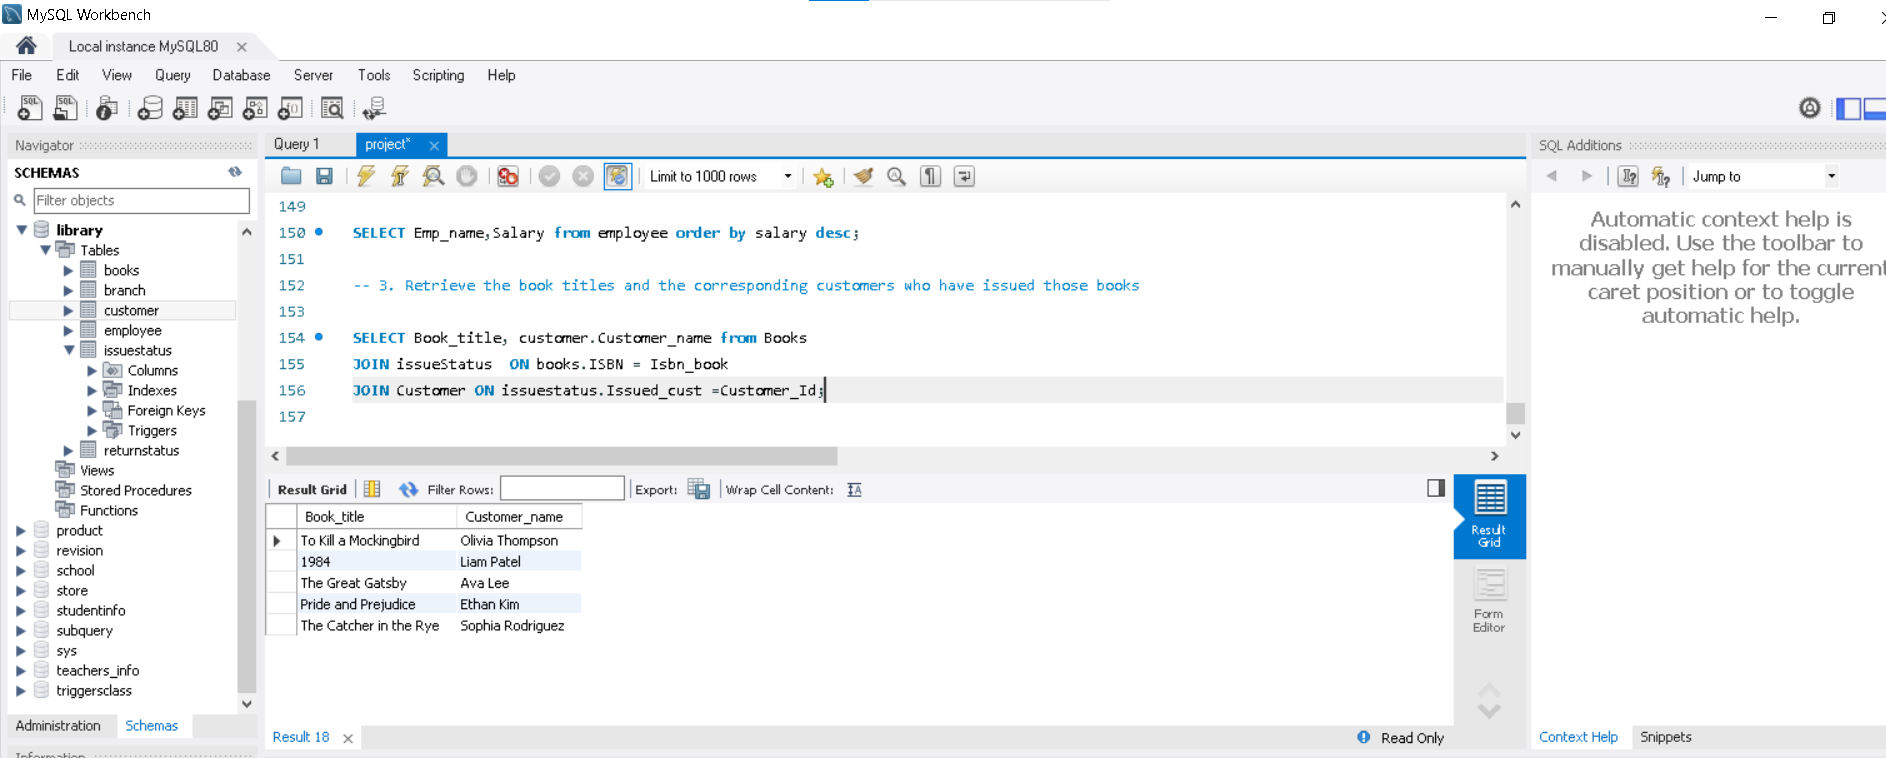 MySQL Workbench
Local instance MySQL80
File Edit View Query Database Server Tools Scripting Help
Navigator
SCHEMAS
Filter objects
library
Tables
books
branch
customer
employee
issuestatus
Columns
Indexes
Foreign Keys
Triggers
returnstatus
Views
Stored Procedures
Functions
product
revision
school
store
studentinfo
subquery
sys
teachers_info
triggersclass
Administration Schemas
Information
Query 1 project*
Limit to 1000 rows
149
150 SELECT Emp_name,Salary from employee order by salary desc;
151
152 -- 3. Retrieve the book titles and the corresponding customers who have issued those books
153
154 SELECT Book_title, customer.Customer_name from Books
155 JOIN issueStatus ON books.ISBN = Isbn_book
156 JOIN Customer ON issuestatus.Issued_cust =Customer_Id;
157
Result Grid Filter Rows: Export: Wrap Cell Content:
Book_title Customer_name
To Kill a Mockingbird Olivia Thompson
1984 Liam Patel
The Great Gatsby Ava Lee
Pride and Prejudice Ethan Kim
The Catcher in the Rye Sophia Rodriguez
Result
Grid
Form
Editor
Result 18
Read Only
SQL Additions
Jump to
Automatic context help is
disabled. Use the toolbar to
manually get help for the current
caret position or to toggle
automatic help.
Context Help Snippets